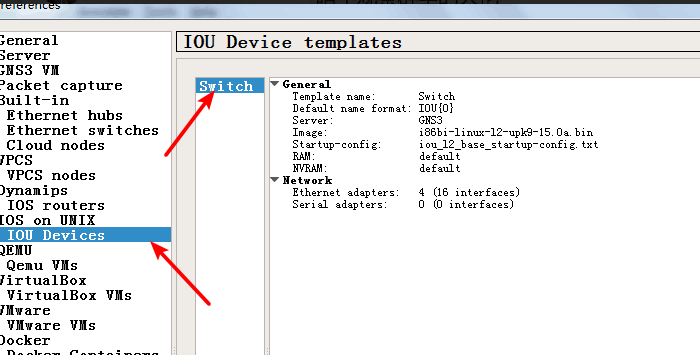 references
General
Server
GNS3 VM
Packet capture
Built-in
Ethernet hubs
Ethernet switches
Cloud nodes
VPCS
VPCS nodes
Dynamips
IOS routers
IOS on UNIX
IOU Devices
QEMU
Qemu VMs
VirtualBox
VirtualBox VMs
VMware
VMware VMs
Docker
Docker Containers
IOU Device templates
Switch
General
Template name: Switch
Default name format: IOU{0}
Server: GNS3
Image: i86bi-linux-l2-upk9-15.0a.bin
Startup-config: iou_l2_base_startup-config.txt
RAM: default
NVRAM: default
Network
Ethernet adapters: 4 (16 interfaces)
Serial adapters: 0 (0 interfaces)